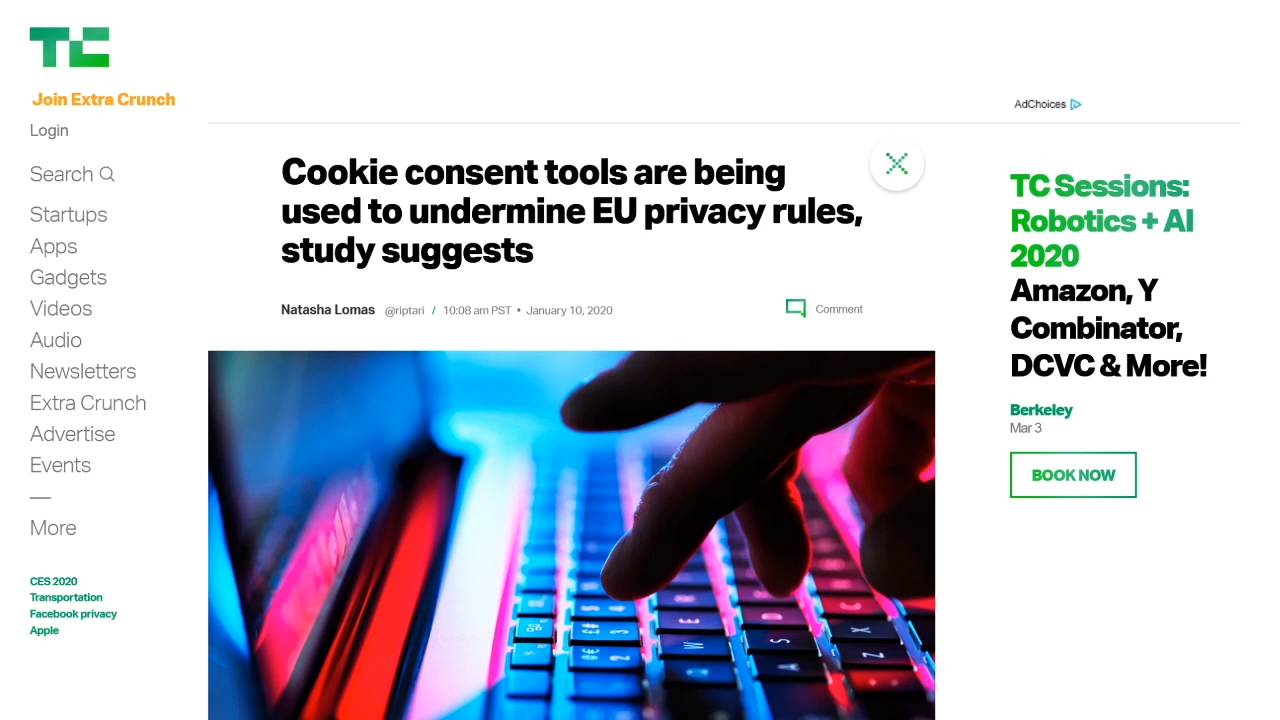 TC
Join Extra Crunch
Login
Search
Startups
Apps
Gadgets
Videos
Audio
Newsletters
Extra Crunch
Advertise
Events
—
More
CES 2020
Transportation
Facebook privacy
Apple
AdChoices
Cookie consent tools are being
used to undermine EU privacy rules,
study suggests
Natasha Lomas @riptari / 10:08 am PST • January 10, 2020
Comment
TC Sessions:
Robotics + AI
2020
Amazon, Y
Combinator,
DCVC & More!
Berkeley
Mar 3
BOOK NOW